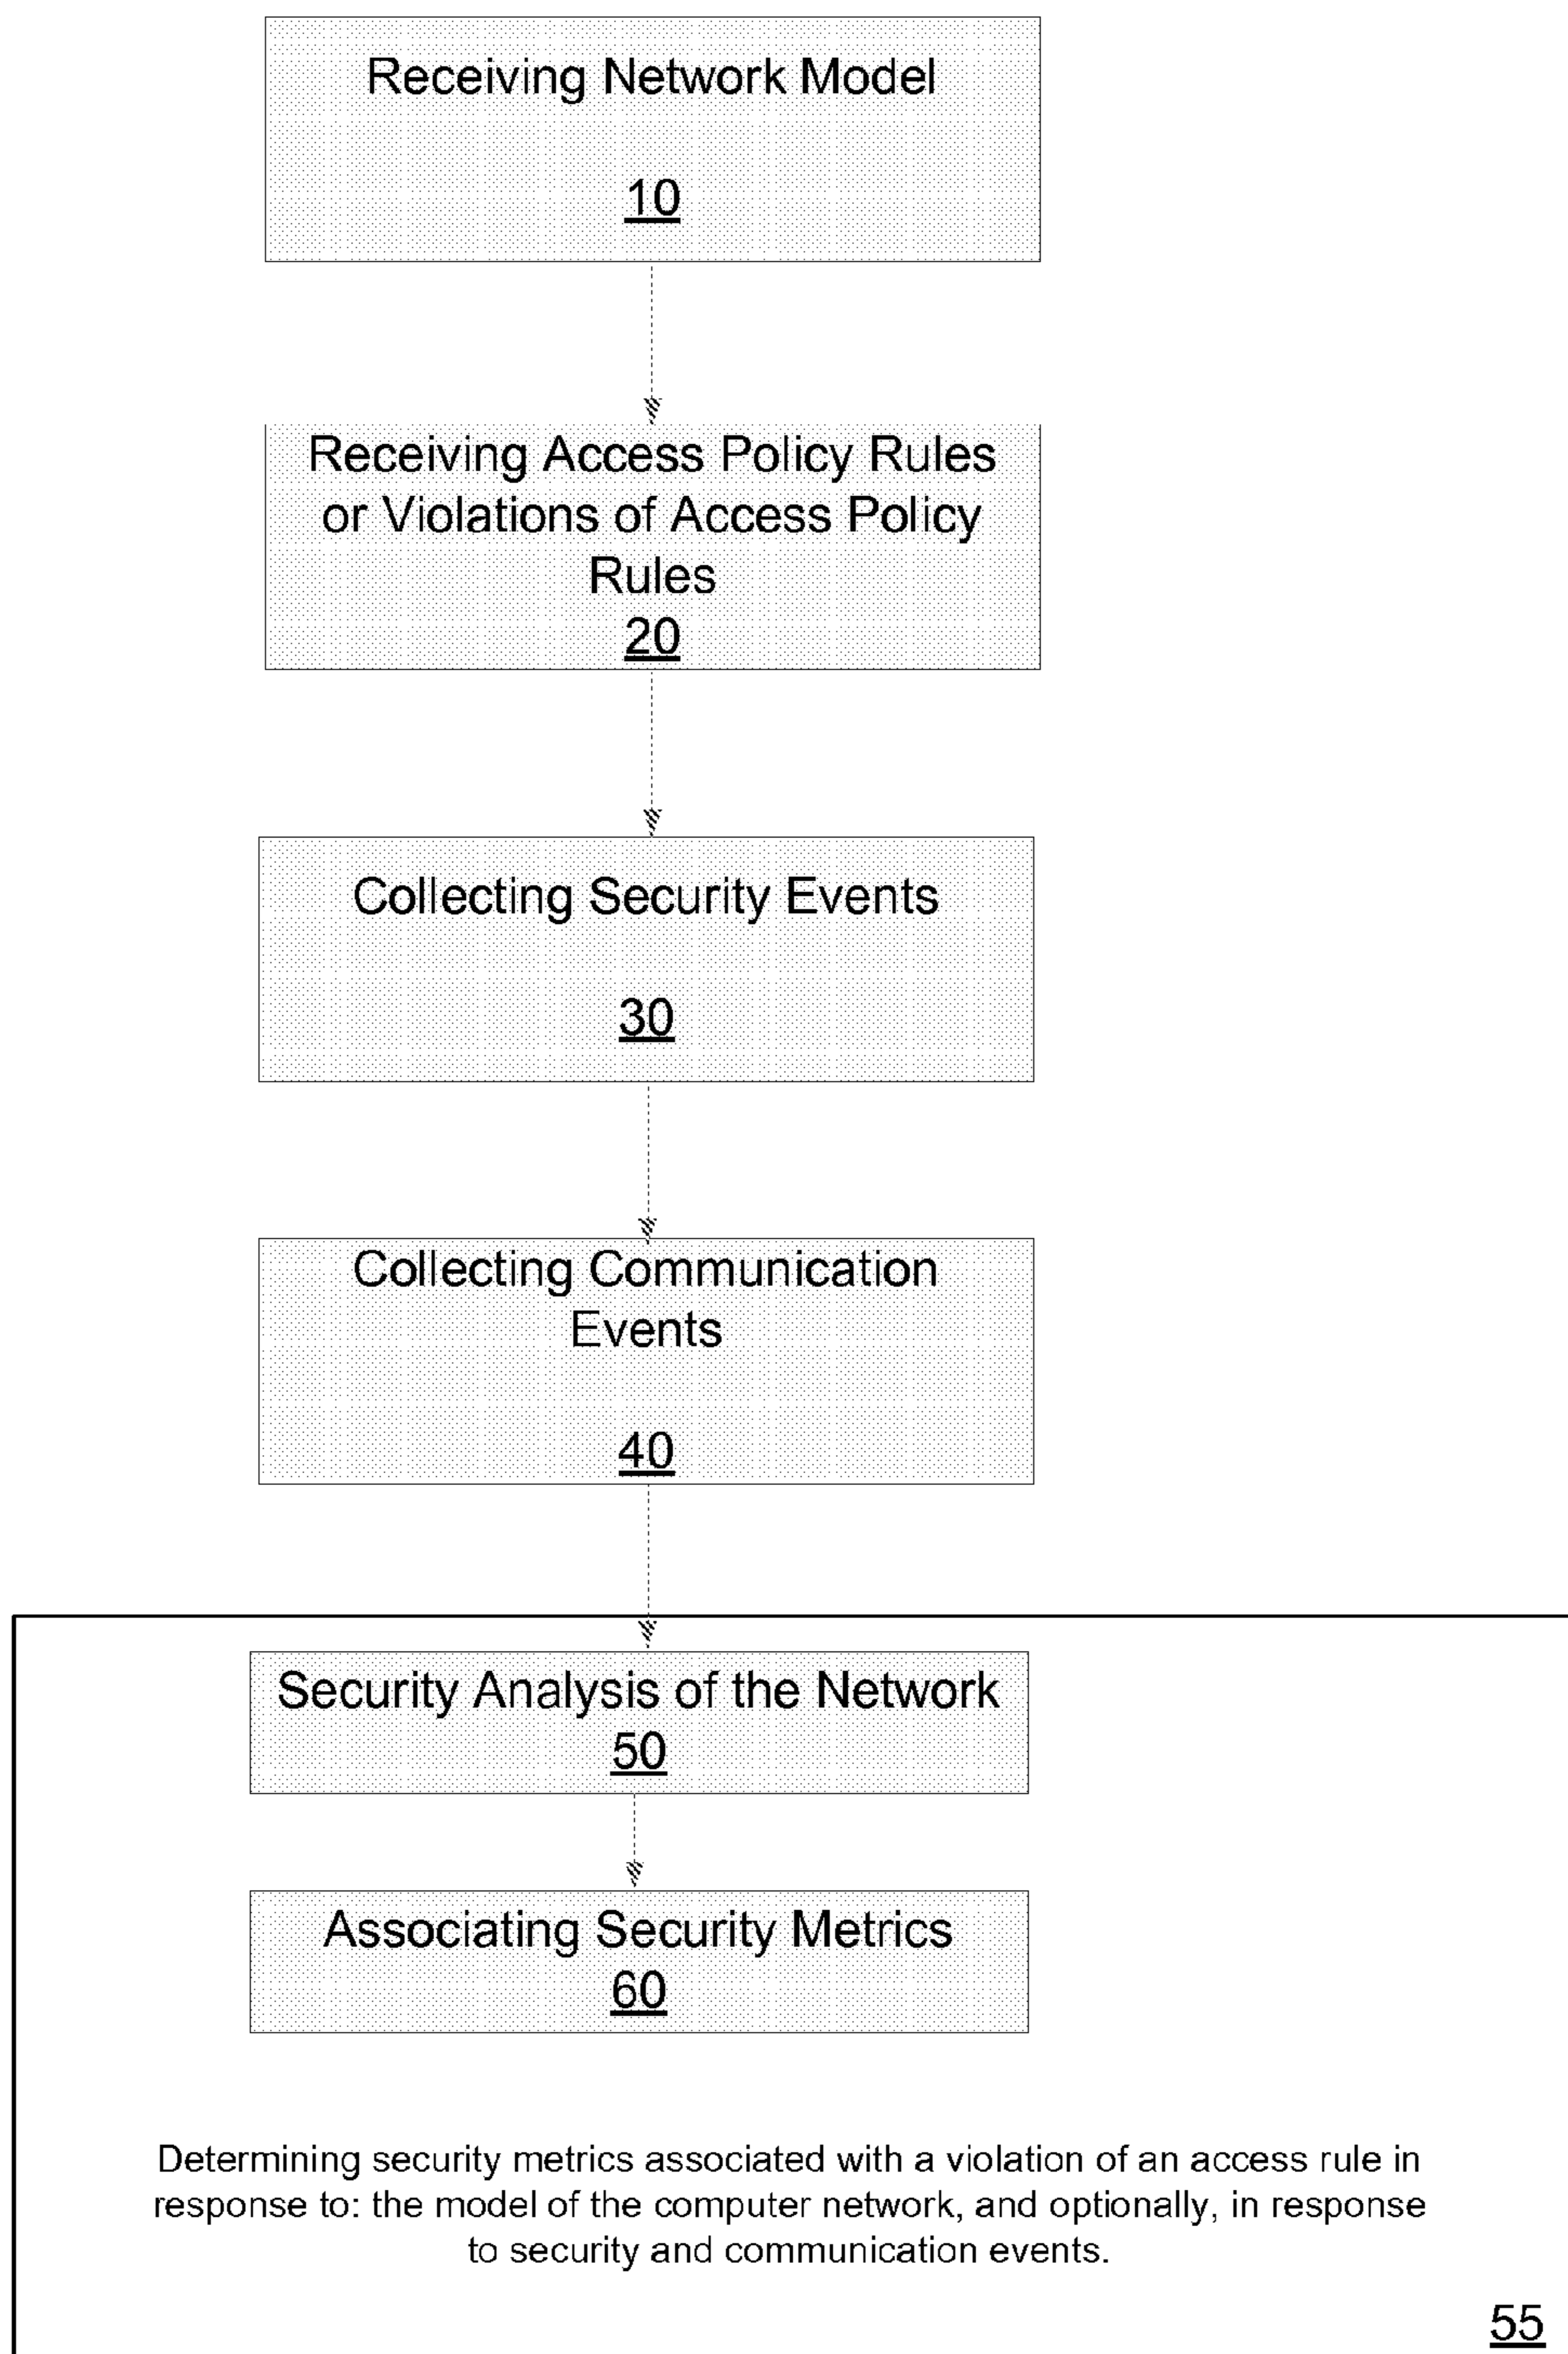 Receiving Network Model
10
Receiving Access Policy Rules
or Violations of Access Policy
Rules
20
Collecting Security Events
30
Collecting Communication
Events
40
Security Analysis of the Network
50
Associating Security Metrics
60
Determining security metrics associated with a violation of an access rule in
response to: the model of the computer network, and optionally, in response
to security and communication events.
55